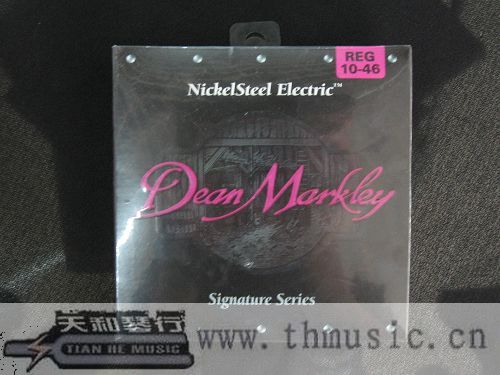 REG
10-46
NickelSteel Electric™
Dean Markley
Signature Series
天和琴行
TIAN HE MUSIC
www.thmusic.cn